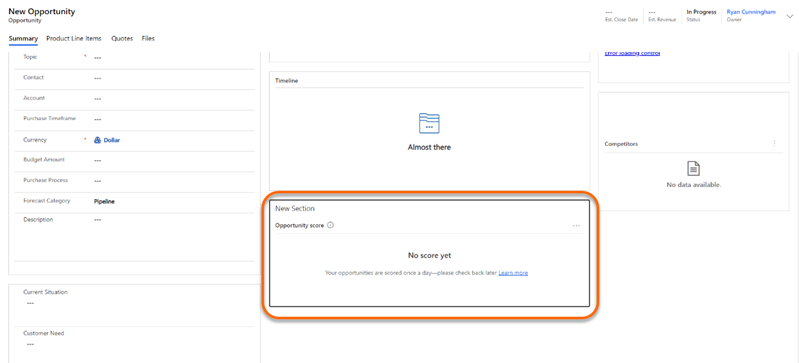 New Opportunity
Opportunity
---
Est. Close Date
---
Est. Revenue
In Progress
Status
Ryan Cunningham
Owner
Summary
Product Line Items
Quotes
Files
Topic * ---
Contact ---
Account ---
Purchase Timeframe ---
Currency * Dollar
Budget Amount ---
Purchase Process ---
Forecast Category Pipeline
Description ---
Current Situation
---
Customer Need
---
Timeline
Almost there
New Section
Opportunity score
No score yet
Your opportunities are scored once a day—please check back later Learn more
Error loading control
Competitors
No data available.